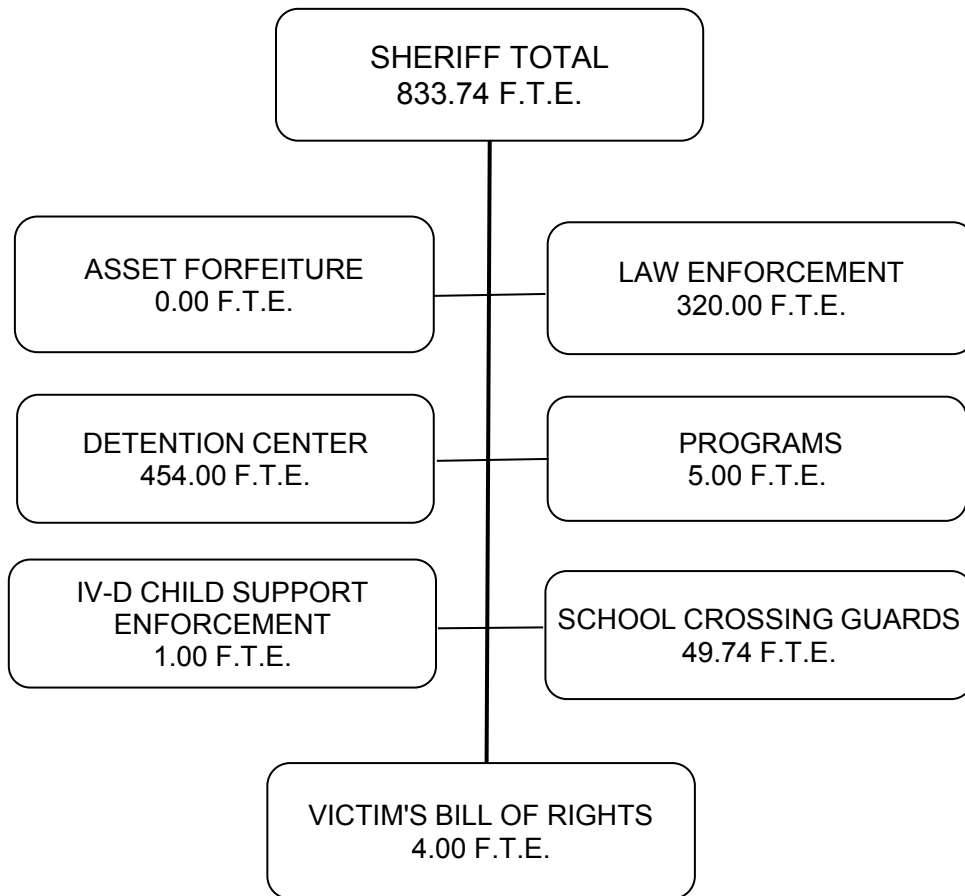 SHERIFF TOTAL
833.74 F.T.E.
ASSET FORFEITURE
0.00 F.T.E.
LAW ENFORCEMENT
320.00 F.T.E.
DETENTION CENTER
454.00 F.T.E.
PROGRAMS
5.00 F.T.E.
IV-D CHILD SUPPORT
ENFORCEMENT
1.00 F.T.E.
SCHOOL CROSSING GUARDS
49.74 F.T.E.
VICTIM'S BILL OF RIGHTS
4.00 F.T.E.